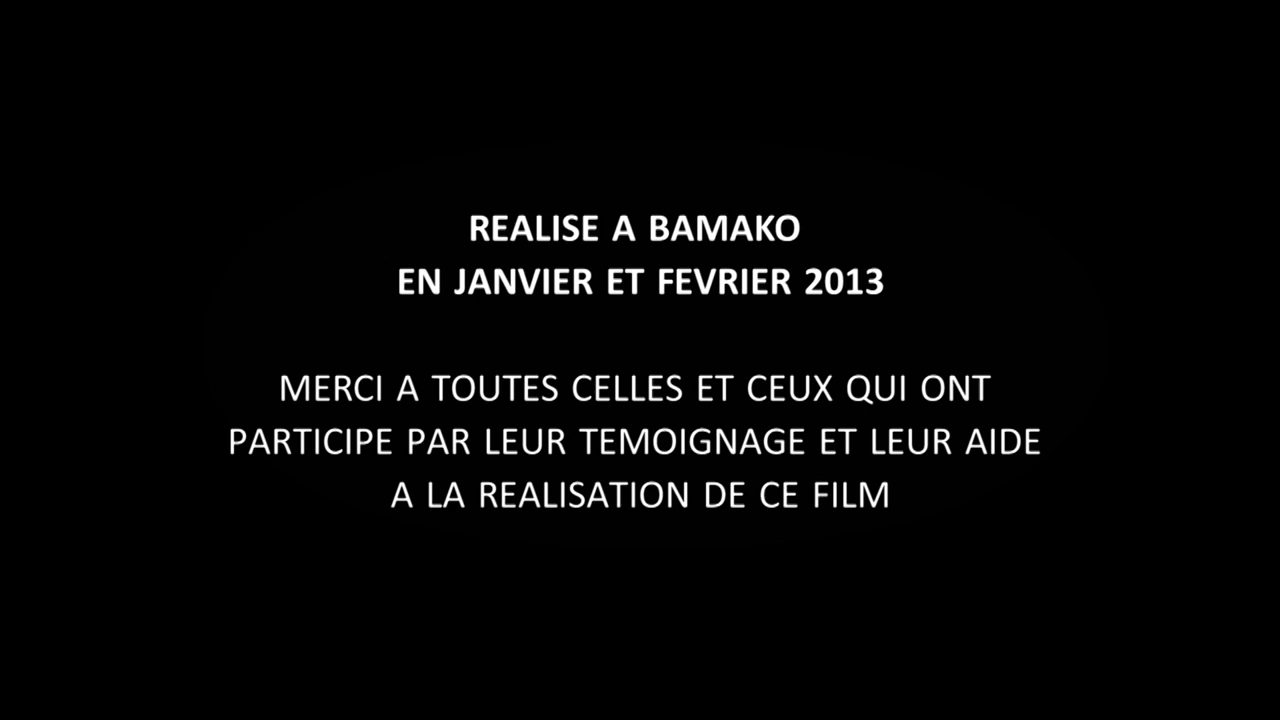 REALISE A BAMAKO
EN JANVIER ET FEVRIER 2013
MERCI A TOUTES CELLES ET CEUX QUI ONT
PARTICIPE PAR LEUR TEMOIGNAGE ET LEUR AIDE
A LA REALISATION DE CE FILM